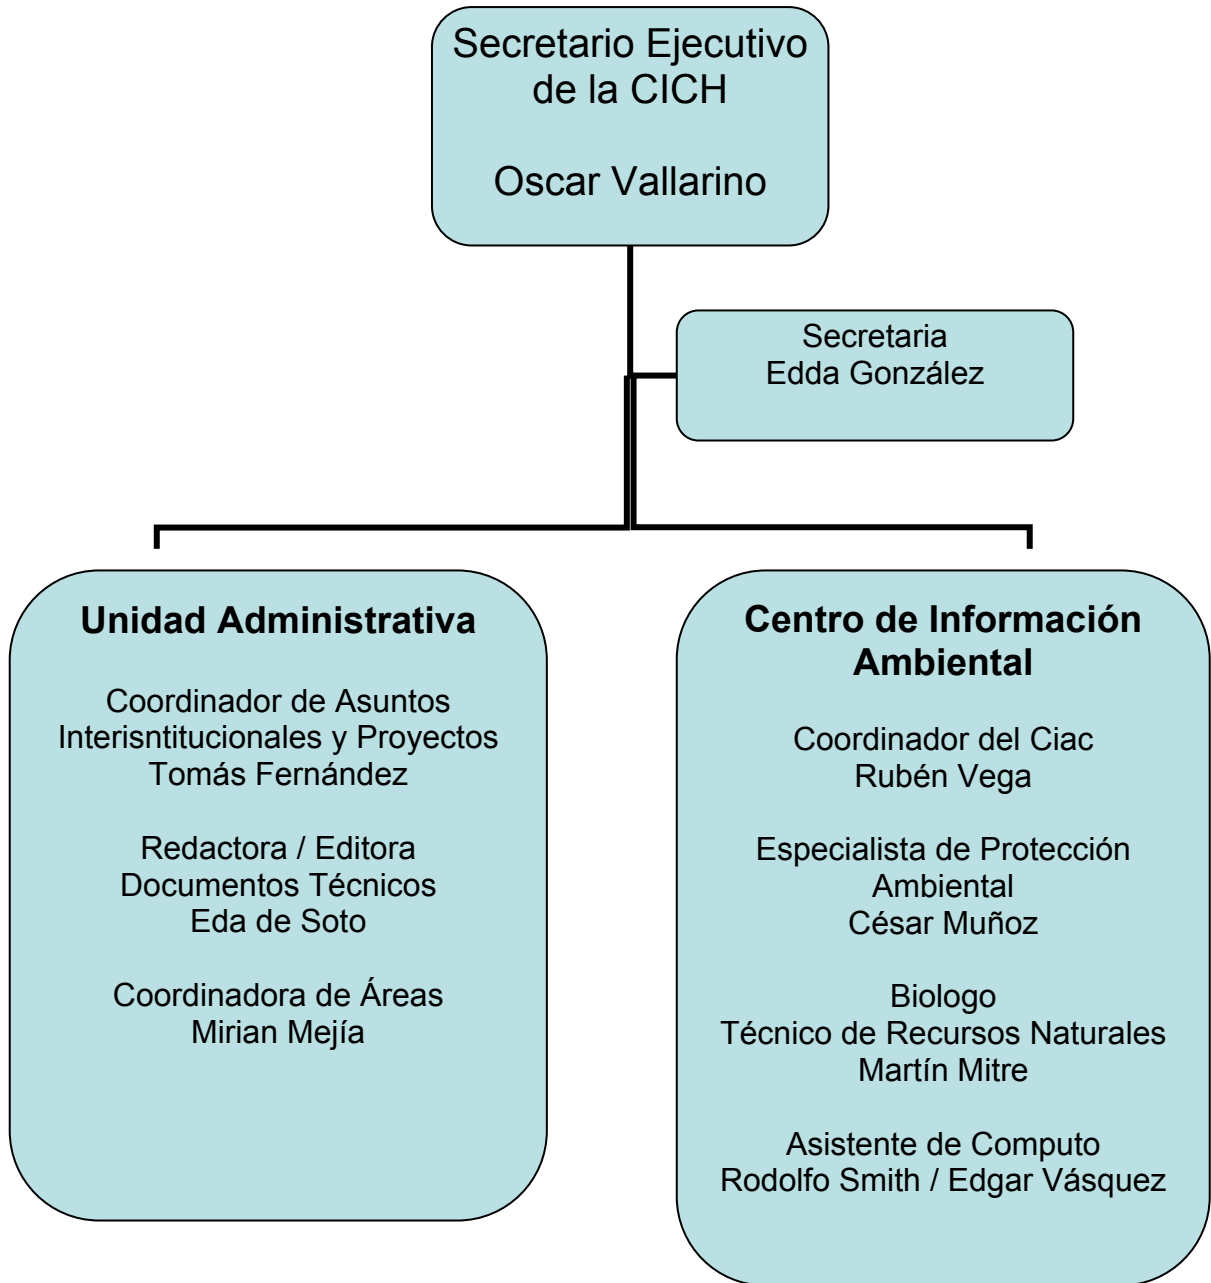 Secretario Ejecutivo
de la CICH
Oscar Vallarino
Secretaria
Edda González
Unidad Administrativa
Coordinador de Asuntos
Interisntitucionales y Proyectos
Tomás Fernández
Redactora / Editora
Documentos Técnicos
Eda de Soto
Coordinadora de Áreas
Mirian Mejía
Centro de Información
Ambiental
Coordinador del Ciac
Rubén Vega
Especialista de Protección
Ambiental
César Muñoz
Biologo
Técnico de Recursos Naturales
Martín Mitre
Asistente de Computo
Rodolfo Smith / Edgar Vásquez